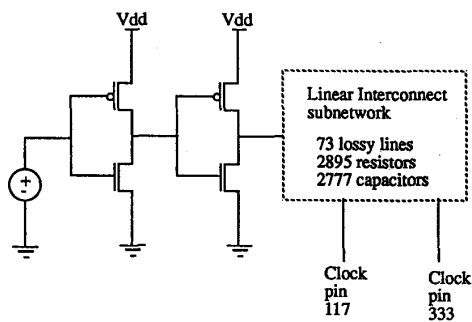 Vdd
Vdd
Linear Interconnect
subnetwork
73 lossy lines
2895 resistors
2777 capacitors
+
-
Clock
pin
117
Clock
pin
333